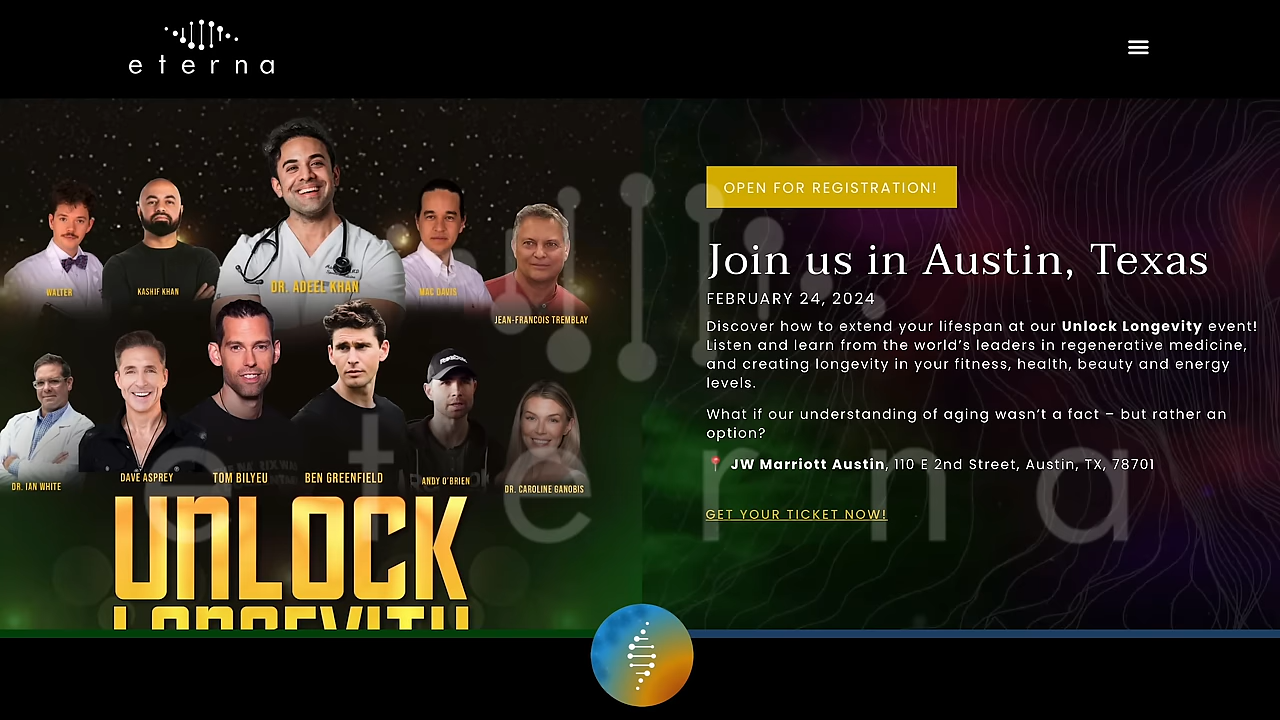 eterna
OPEN FOR REGISTRATION!
Join us in Austin, Texas
FEBRUARY 24, 2024
Discover how to extend your lifespan at our Unlock Longevity event!
Listen and learn from the world's leaders in regenerative medicine,
and creating longevity in your fitness, health, beauty and energy
levels.
What if our understanding of aging wasn't a fact – but rather an
option?
JW Marriott Austin, 110 E 2nd Street, Austin, TX, 78701
GET YOUR TICKET NOW!
WALTER
KASHIF KHAN
DR. ADEEL KHAN
MAC DAVIS
JEAN-FRANCOIS TREMBLAY
DR. IAN WHITE
DAVE ASPREY
TOM BILYEU
BEN GREENFIELD
ANDY O'BRIEN
DR. CAROLINE GANOBIS
UNLOCK
LONGEVITY
eterna